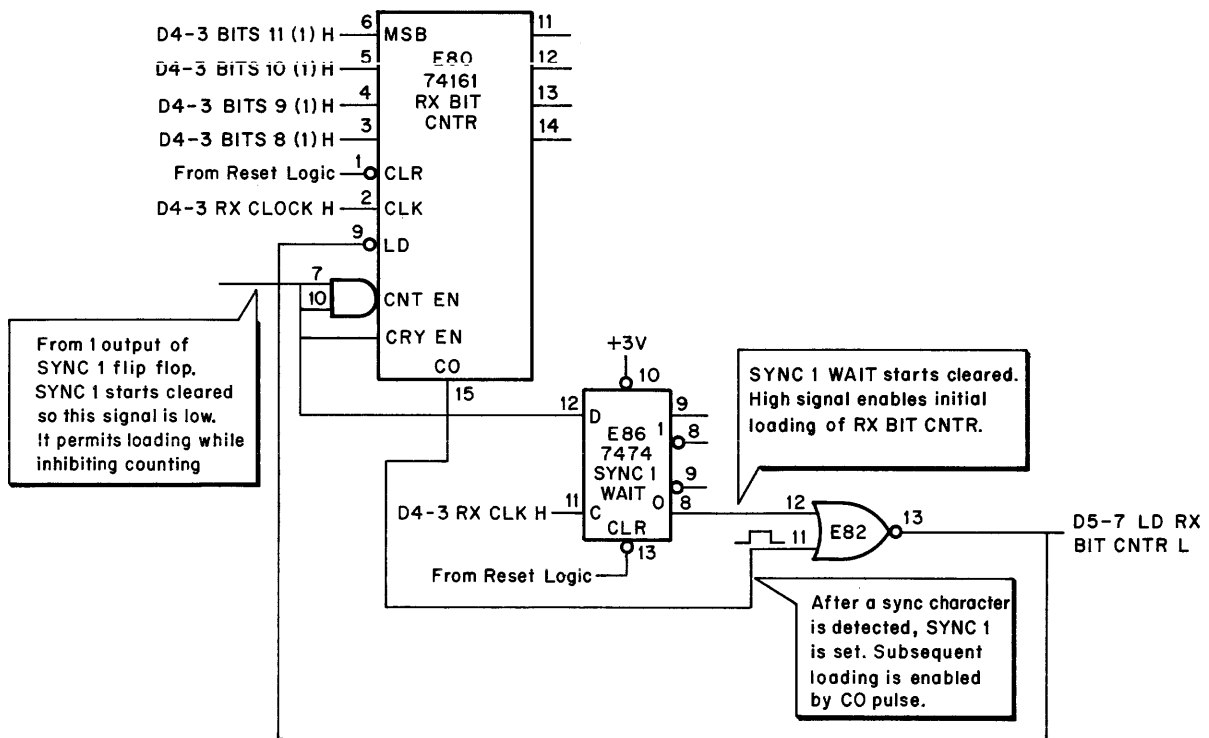 D4-3 BITS 11 (1) H
6
MSB
11
D4-3 BITS 10 (1) H
5
E80
12
74161
D4-3 BITS 9 (1) H
4
RX BIT
13
CNTR
D4-3 BITS 8 (1) H
3
14
From Reset Logic
1
CLR
D4-3 RX CLOCK H
2
CLK
9
LD
7
10
CNT EN
CRY EN
CO
15
From 1 output of
SYNC 1 flip flop.
SYNC 1 starts cleared
so this signal is low.
It permits loading while
inhibiting counting
+3V
10
12
D
9
E86
1
8
7474
SYNC 1
9
WAIT
0
8
D4-3 RX CLK H
11
C
CLR
13
From Reset Logic
SYNC 1 WAIT starts cleared.
High signal enables initial
loading of RX BIT CNTR.
12
11
E82
13
D5-7 LD RX
BIT CNTR L
After a sync character
is detected, SYNC 1
is set. Subsequent
loading is enabled
by CO pulse.